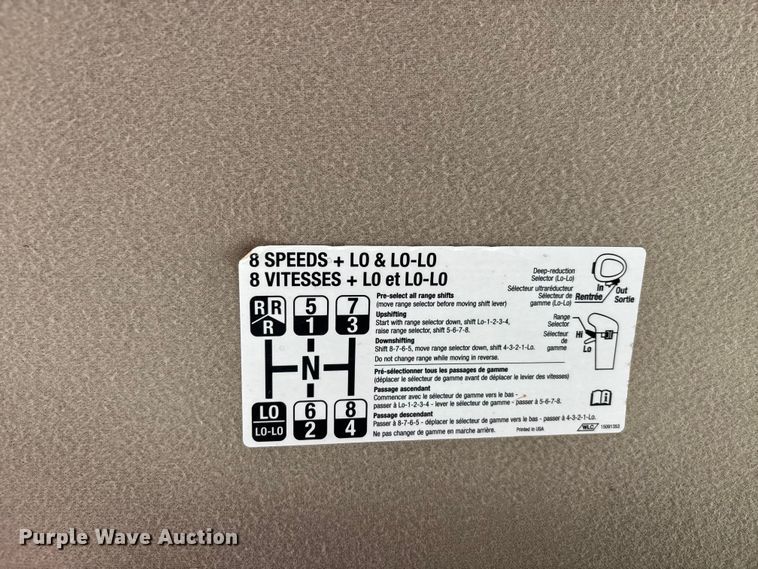 8 SPEEDS + LO & LO-LO
8 VITESSES + LO et LO-LO
R R 5 7
R 1 3
N
LO 6 8
LO-LO 2 4
Pre-select all range shifts
(move range selector before moving shift lever)
Upshifting
Start with range selector down, shift Lo-1-2-3-4,
raise range selector, shift 5-6-7-8.
Downshifting
Shift 8-7-6-5, move range selector down, shift 4-3-2-1-Lo.
Do not change range while moving in reverse.
Pré-sélectionner tous les passages de gamme
(déplacer le sélecteur de gamme avant de déplacer le levier des vitesses)
Passage ascendant
Commencer avec le sélecteur de gamme vers le bas -
passer à Lo-1-2-3-4 - lever le sélecteur de gamme - passer à 5-6-7-8.
Passage descendant
Passer à 8-7-6-5 - déplacer le sélecteur de gamme vers le bas - passer à 4-3-2-1-Lo.
Ne pas changer de gamme en marche arrière.
Printed in USA
WLC 15091353
Deep-reduction
Selector (Lo-Lo)
Sélecteur ultraréducteur
Sélecteur de
gamme (Lo-Lo)
In Out
Rentrée Sortie
Range
Selector
Sélecteur
de
gamme
Hi
Lo
i
Purple Wave Auction